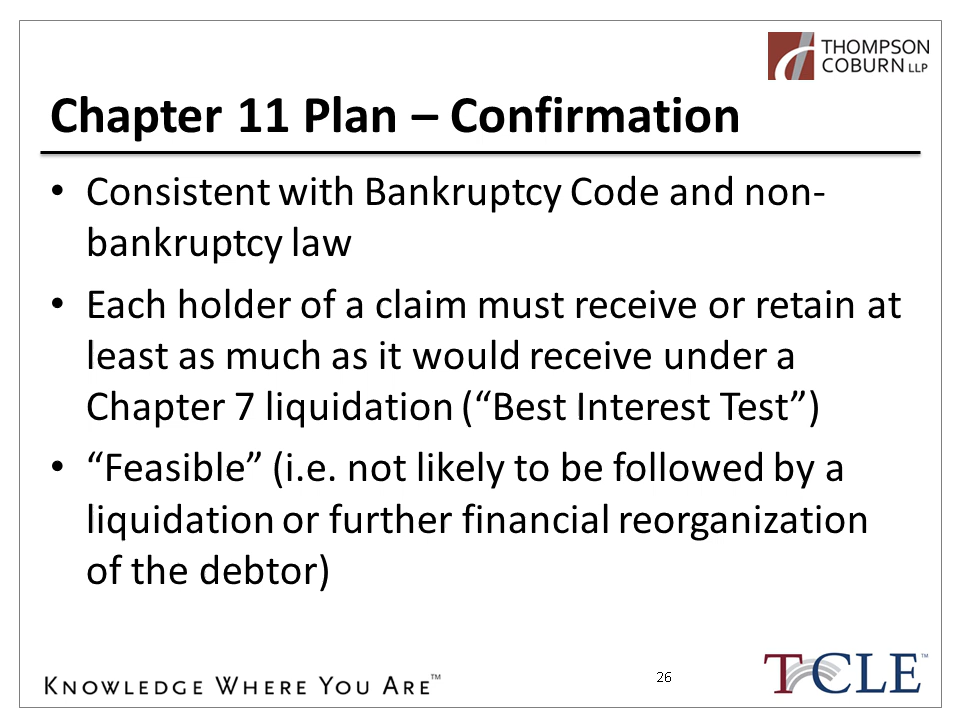 THOMPSON
COBURN LLP
Chapter 11 Plan – Confirmation
• Consistent with Bankruptcy Code and non-
bankruptcy law
• Each holder of a claim must receive or retain at
least as much as it would receive under a
Chapter 7 liquidation (“Best Interest Test”)
• “Feasible” (i.e. not likely to be followed by a
liquidation or further financial reorganization
of the debtor)
KNOWLEDGE WHERE YOU ARE™
26
TCLE™